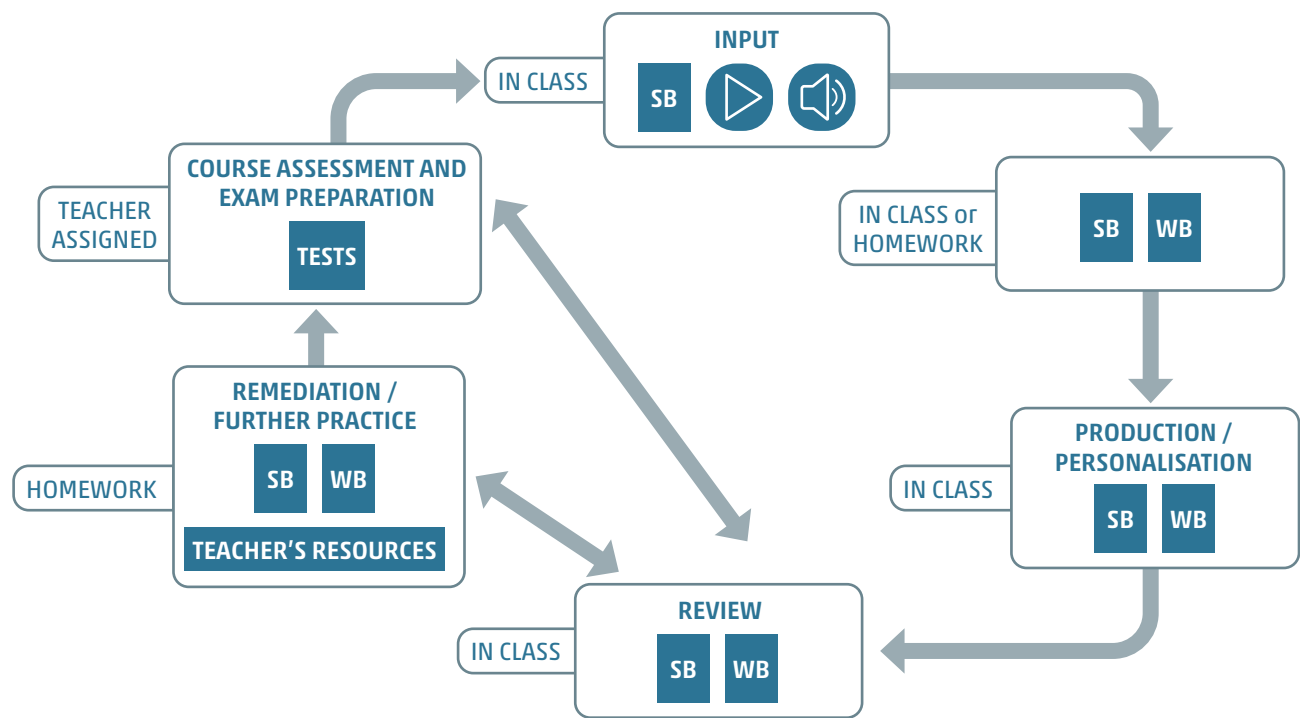 INPUT
IN CLASS
SB
IN CLASS or
HOMEWORK
SB WB
PRODUCTION /
PERSONALISATION
IN CLASS
SB WB
REVIEW
IN CLASS
SB WB
REMEDIATION /
FURTHER PRACTICE
HOMEWORK
SB WB
TEACHER’S RESOURCES
COURSE ASSESSMENT AND
EXAM PREPARATION
TEACHER
ASSIGNED
TESTS